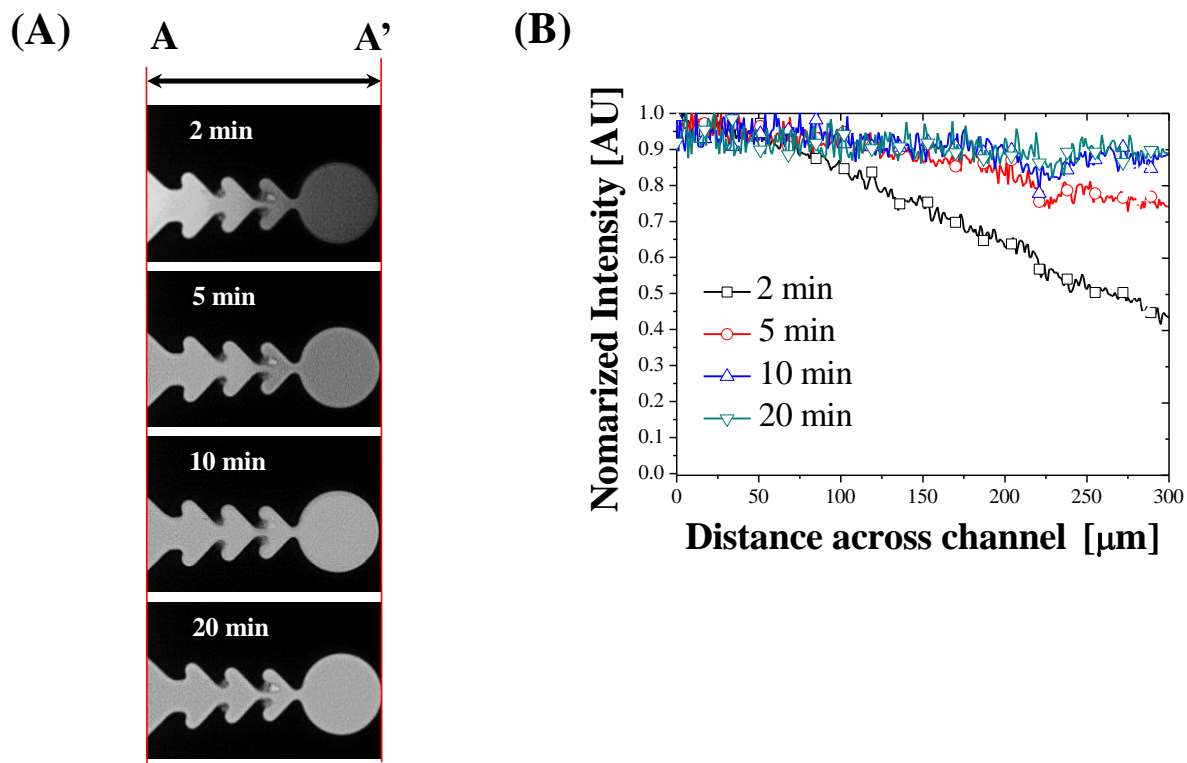 (A)
A A’
2 min
5 min
10 min
20 min
(B)
Nomarized Intensity [AU]
1.0
0.9
0.8
0.7
0.6
0.5
0.4
0.3
0.2
0.1
0.0
2 min
5 min
10 min
20 min
0 50 100 150 200 250 300
Distance across channel [μm]